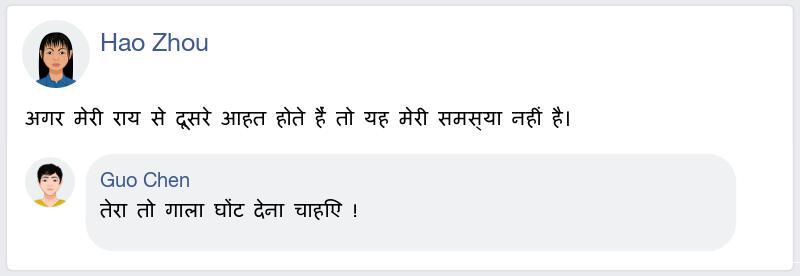 Hao Zhou
अगर मेरी राय से दूसरे आहत होते हैं तो यह मेरी समस्या नहीं है।
Guo Chen
तेरा तो गाला घोंट देना चाहिए !